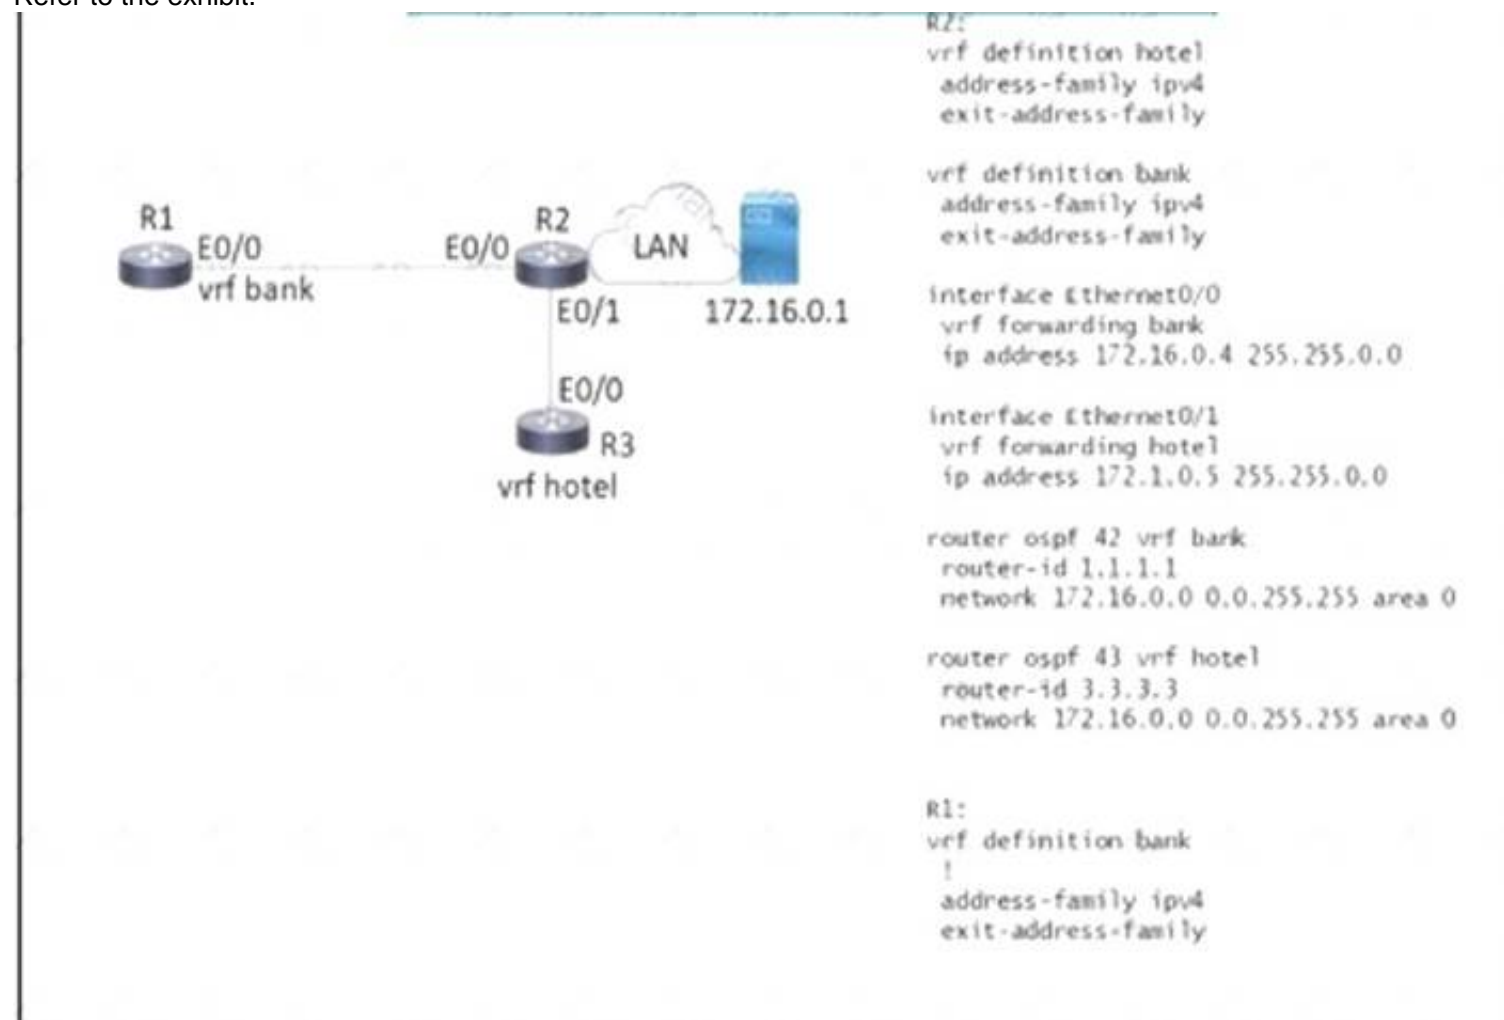 Refer to the exhibit.
R1
E0/0
vrf bank
E0/0
R2
LAN
E0/1
172.16.0.1
E0/0
R3
vrf hotel
R2:
vrf definition hotel
address-family ipv4
exit-address-family
vrf definition bank
address-family ipv4
exit-address-family
interface Ethernet0/0
vrf forwarding bank
ip address 172.16.0.4 255.255.0.0
interface Ethernet0/1
vrf forwarding hotel
ip address 172.1.0.5 255.255.0.0
router ospf 42 vrf bank
router-id 1.1.1.1
network 172.16.0.0 0.0.255.255 area 0
router ospf 43 vrf hotel
router-id 3.3.3.3
network 172.16.0.0 0.0.255.255 area 0
R1:
vrf definition bank
!
address-family ipv4
exit-address-family